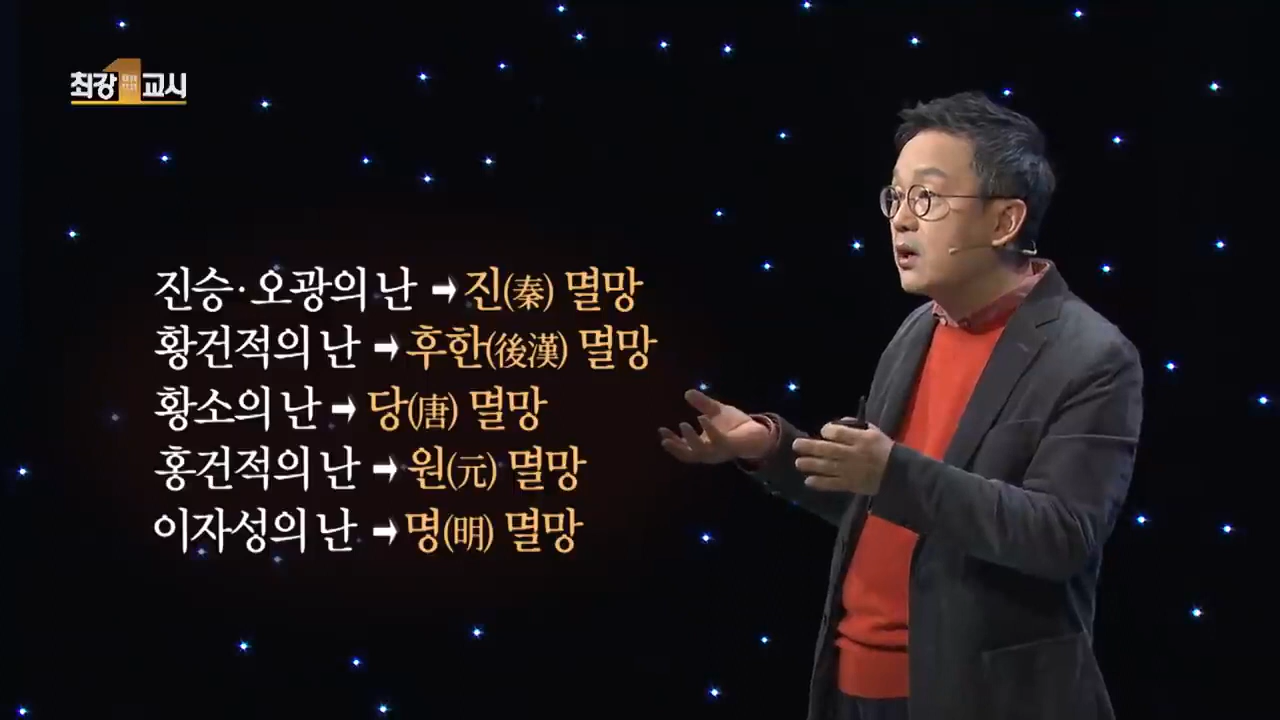 최강1교시
진승·오광의 난 → 진(秦) 멸망
황건적의 난 → 후한(後漢) 멸망
황소의 난 → 당(唐) 멸망
홍건적의 난 → 원(元) 멸망
이자성의 난 → 명(明) 멸망